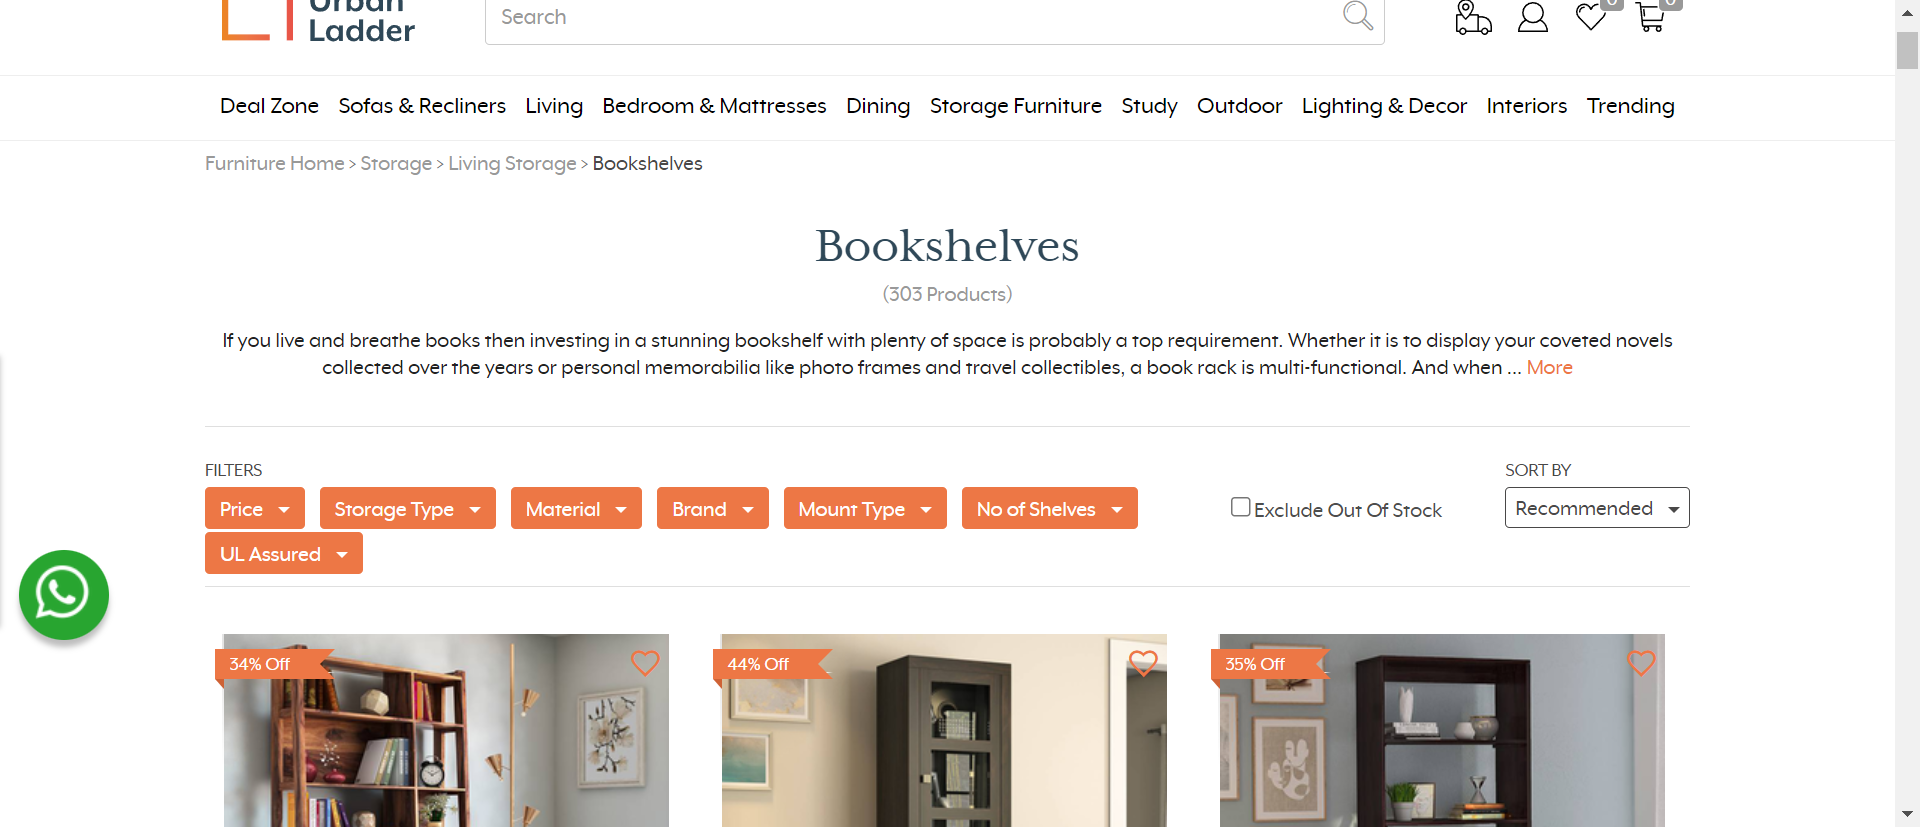 Urban
Ladder
Search
0
0
Deal Zone Sofas & Recliners Living Bedroom & Mattresses Dining Storage Furniture Study Outdoor Lighting & Decor Interiors Trending
Furniture Home > Storage > Living Storage > Bookshelves
Bookshelves
(303 Products)
If you live and breathe books then investing in a stunning bookshelf with plenty of space is probably a top requirement. Whether it is to display your coveted novels
collected over the years or personal memorabilia like photo frames and travel collectibles, a book rack is multi-functional. And when ... More
FILTERS
SORT BY
Price Storage Type Material Brand Mount Type No of Shelves
Exclude Out Of Stock
Recommended
UL Assured
34% Off
44% Off
35% Off